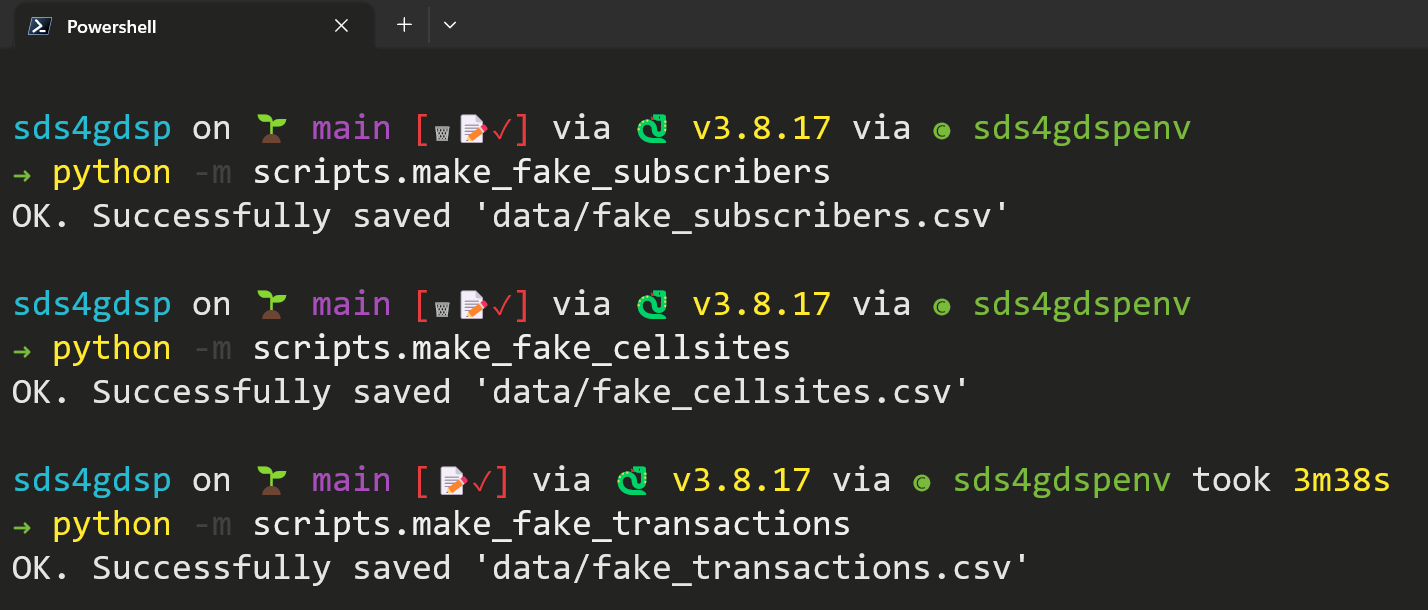 Powershell
sds4gdsp on 🌱 main [🗑📝✓] via 🐍 v3.8.17 via © sds4gdspenv
→ python -m scripts.make_fake_subscribers
OK. Successfully saved 'data/fake_subscribers.csv'
sds4gdsp on 🌱 main [🗑📝✓] via 🐍 v3.8.17 via © sds4gdspenv
→ python -m scripts.make_fake_cellsites
OK. Successfully saved 'data/fake_cellsites.csv'
sds4gdsp on 🌱 main [📝✓] via 🐍 v3.8.17 via © sds4gdspenv took 3m38s
→ python -m scripts.make_fake_transactions
OK. Successfully saved 'data/fake_transactions.csv'